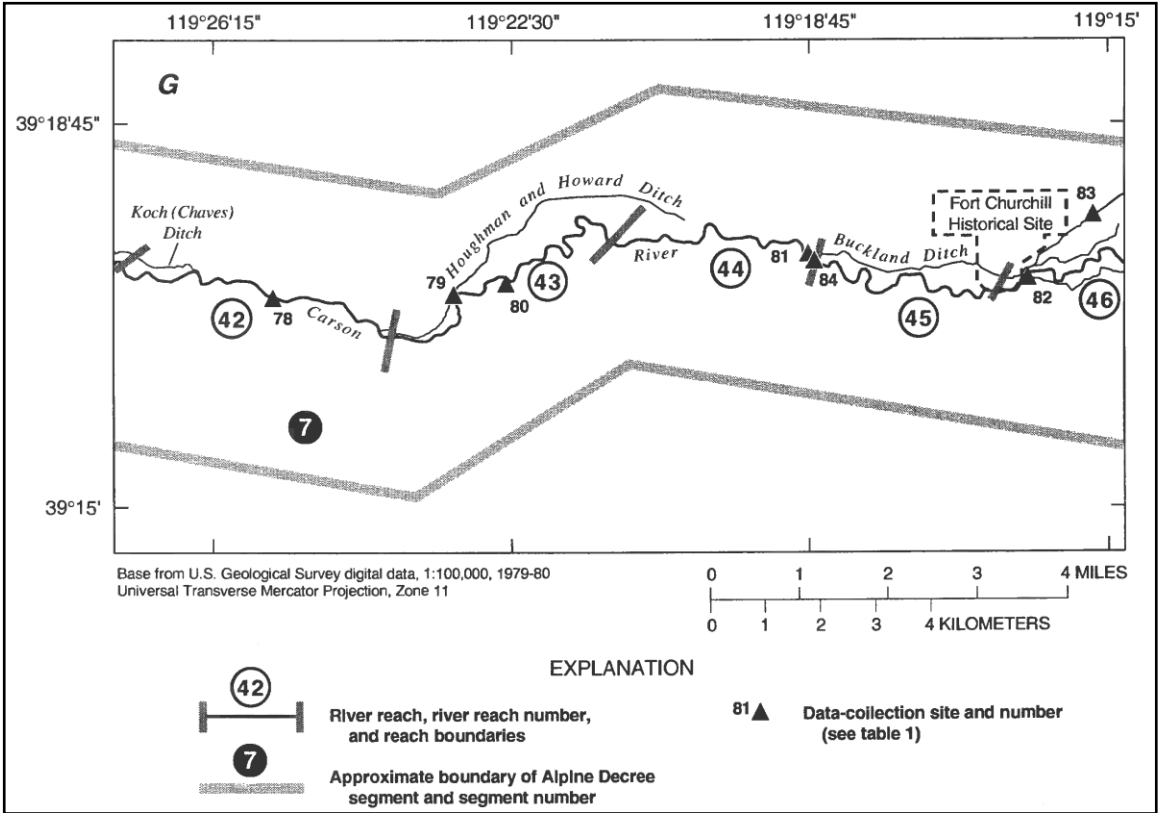 119°26'15"
119°22'30"
119°18'45"
119°15'
G
39°18'45"
Koch (Chaves)
Ditch
Houghman and Howard Ditch
Fort Churchill
Historical Site
83
River
Buckland Ditch
79
80
43
44
81
84
82
46
42
78
Carson
45
7
39°15'
Base from U.S. Geological Survey digital data, 1:100,000, 1979-80
Universal Transverse Mercator Projection, Zone 11
0 1 2 3 4 MILES
0 1 2 3 4 KILOMETERS
EXPLANATION
42
River reach, river reach number,
and reach boundaries
81
Data-collection site and number
(see table 1)
7
Approximate boundary of Alpine Decree
segment and segment number